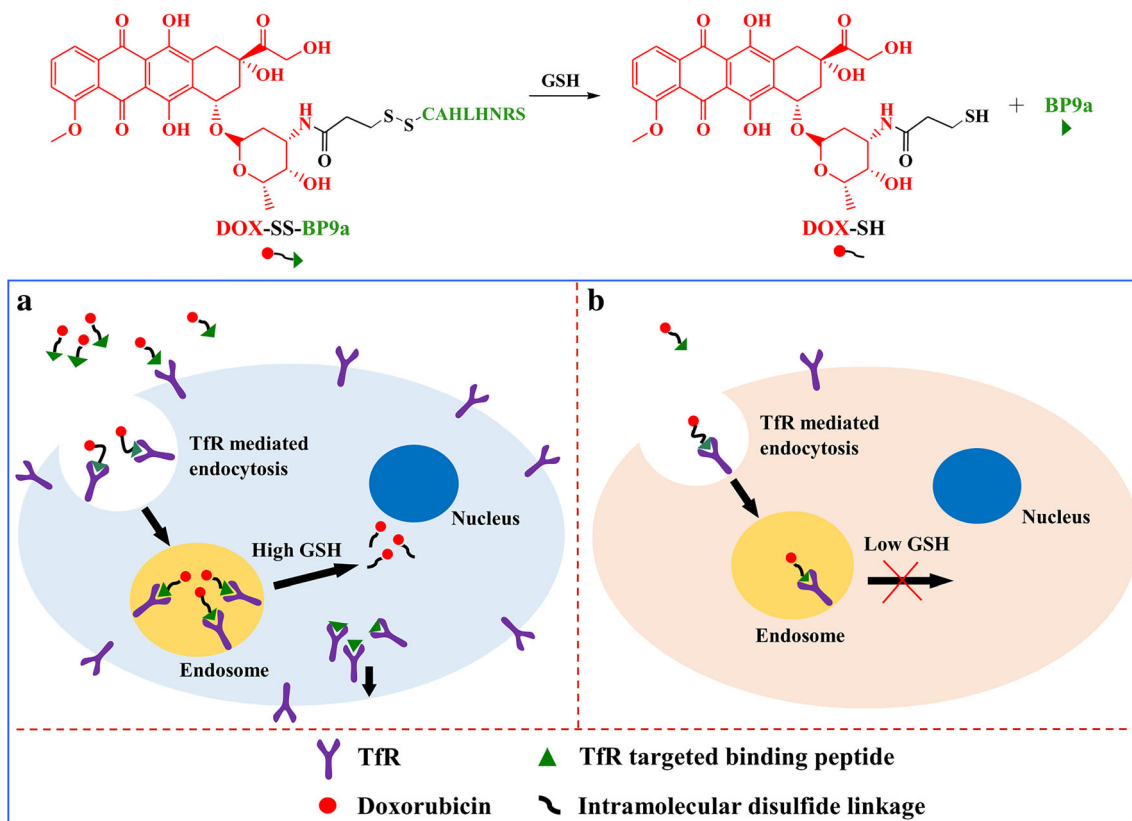 O OH O OH
OH
O O OH O
O
H
N
S
S
CAHLHNRS
O
O
OH
DOX-SS-BP9a
GSH
O OH O OH
OH
O O OH O
O
H
N
SH
O
O
OH
DOX-SH
+
BP9a
a
TfR mediated
endocytosis
Nucleus
High GSH
Endosome
b
TfR mediated
endocytosis
Nucleus
Low GSH
Endosome
TfR
TfR targeted binding peptide
Doxorubicin
Intramolecular disulfide linkage